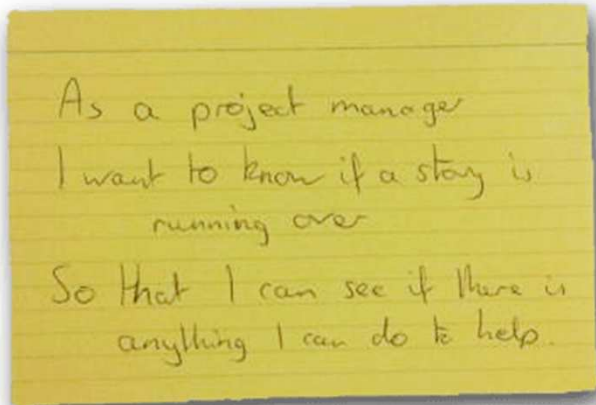 As a project manager
I want to know if a story is
running over
So that I can see if there is
anything I can do to help.